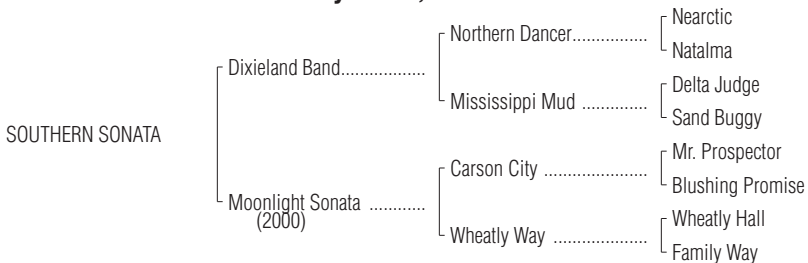 Nearctic
Northern Dancer................
Natalma
Dixieland Band..................
Delta Judge
Mississippi Mud ..............
Sand Buggy
SOUTHERN SONATA
Mr. Prospector
Carson City ......................
Blushing Promise
Moonlight Sonata ............
(2000)
Wheatly Hall
Wheatly Way ....................
Family Way